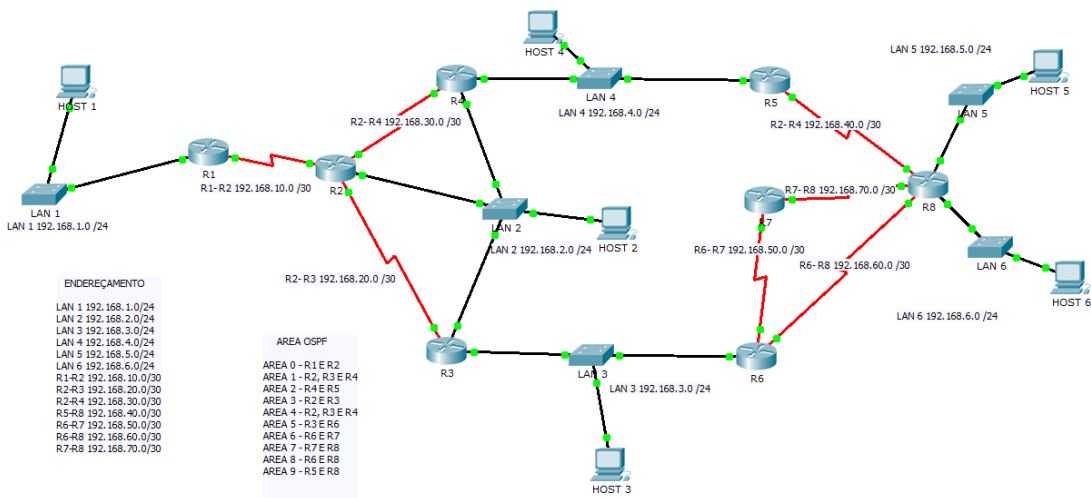 HOST 4
LAN 4
LAN 4 192.168.4.0 /24
R4
R5
LAN 5 192.168.5.0 /24
HOST 5
LAN 5
HOST 1
R2- R4 192.168.30.0 /30
R2- R4 192.168.40.0 /30
R1
R1- R2 192.168.10.0 /30
R2
LAN 1
LAN 1 192.168.1.0 /24
LAN 2
LAN 2 192.168.2.0 /24
HOST 2
R7-R8 192.168.70.0 /30
R7
R8
R6- R7 192.168.50.0 /30
R6- R8 192.168.60.0 /30
LAN 6
HOST 6
LAN 6 192.168.6.0 /24
R2- R3 192.168.20.0 /30
R3
LAN 3
LAN 3 192.168.3.0 /24
R6
HOST 3
ENDEREÇAMENTO
LAN 1 192.168.1.0/24
LAN 2 192.168.2.0/24
LAN 3 192.168.3.0/24
LAN 4 192.168.4.0/24
LAN 5 192.168.5.0/24
LAN 6 192.168.6.0/24
R1-R2 192.168.10.0/30
R2-R3 192.168.20.0/30
R2-R4 192.168.30.0/30
R5-R8 192.168.40.0/30
R6-R7 192.168.50.0/30
R6-R8 192.168.60.0/30
R7-R8 192.168.70.0/30
AREA OSPF
AREA 0 - R1 E R2
AREA 1 - R2, R3 E R4
AREA 2 - R4 E R5
AREA 3 - R2 E R3
AREA 4 - R2, R3 E R4
AREA 5 - R3 E R6
AREA 6 - R6 E R7
AREA 7 - R7 E R8
AREA 8 - R6 E R8
AREA 9 - R5 E R8